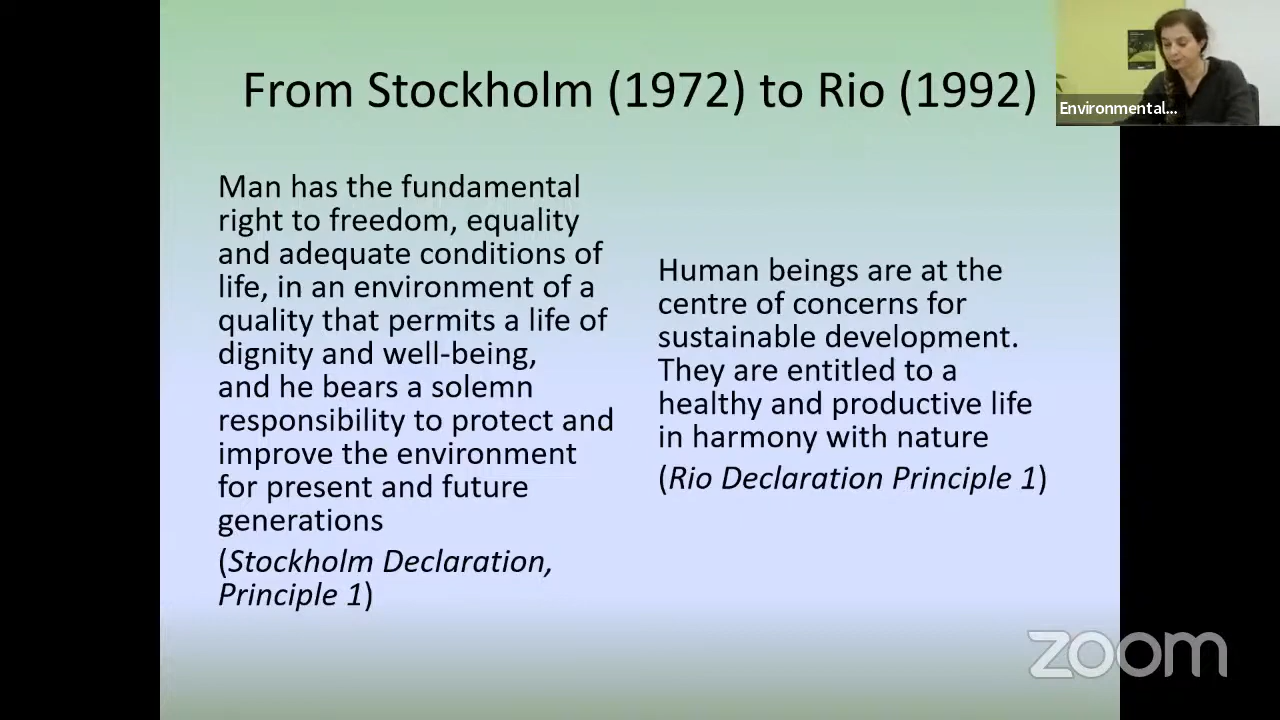 From Stockholm (1972) to Rio (1992)
Environmental...
Man has the fundamental
right to freedom, equality
and adequate conditions of
life, in an environment of a
quality that permits a life of
dignity and well-being,
and he bears a solemn
responsibility to protect and
improve the environment
for present and future
generations
(Stockholm Declaration,
Principle 1)
Human beings are at the
centre of concerns for
sustainable development.
They are entitled to a
healthy and productive life
in harmony with nature
(Rio Declaration Principle 1)
zoom